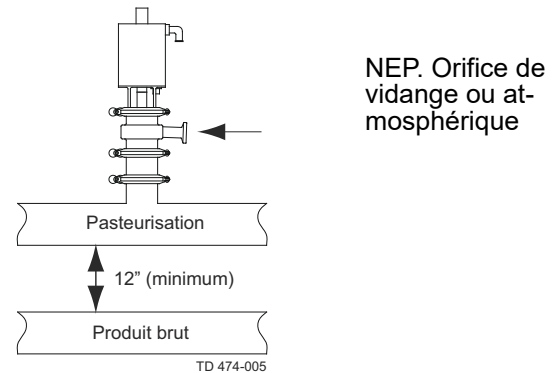 NEP. Orifice de
vidange ou at-
mosphérique
Pasteurisation
12” (minimum)
Produit brut
TD 474-005